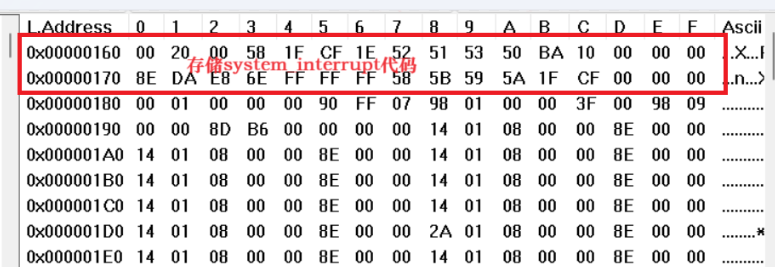 L.Address 0 1 2 3 4 5 6 7 8 9 A B C D E F Ascii
0x00000160 00 20 00 58 1F CF 1E 52 51 53 50 BA 10 00 00 00 ..X...
存储system_interrupt代码
0x00000170 8E DA E8 6E FF FF FF 58 5B 59 5A 1F CF 00 00 00 ...n...X
0x00000180 00 01 00 00 00 90 FF 07 98 01 00 00 3F 00 98 09 ..........
0x00000190 00 00 8D B6 00 00 00 00 14 01 08 00 00 8E 00 00 ..........
0x000001A0 14 01 08 00 00 8E 00 00 14 01 08 00 00 8E 00 00 ..........
0x000001B0 14 01 08 00 00 8E 00 00 14 01 08 00 00 8E 00 00 ..........
0x000001C0 14 01 08 00 00 8E 00 00 14 01 08 00 00 8E 00 00 ..........
0x000001D0 14 01 08 00 00 8E 00 00 2A 01 08 00 00 8E 00 00 ........*
0x000001E0 14 01 08 00 00 8E 00 00 14 01 08 00 00 8E 00 00 ..........